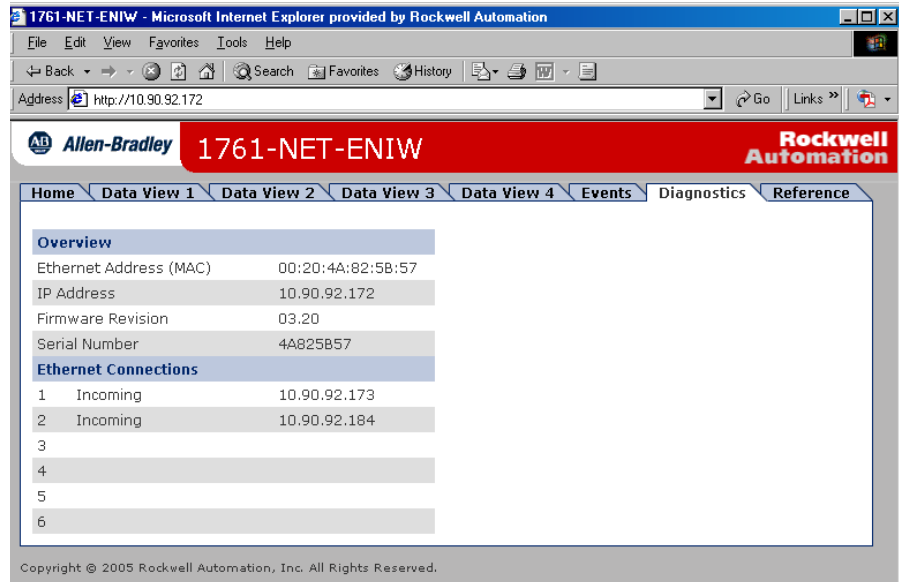 1761-NET-ENIW - Microsoft Internet Explorer provided by Rockwell Automation
File Edit View Favorites Tools Help
Back Search Favorites History
Address http://10.90.92.172 Go Links »
AB Allen-Bradley 1761-NET-ENIW Rockwell Automation
Home Data View 1 Data View 2 Data View 3 Data View 4 Events Diagnostics Reference
Overview
Ethernet Address (MAC) 00:20:4A:82:5B:57
IP Address 10.90.92.172
Firmware Revision 03.20
Serial Number 4A825B57
Ethernet Connections
1 Incoming 10.90.92.173
2 Incoming 10.90.92.184
3
4
5
6
Copyright © 2005 Rockwell Automation, Inc. All Rights Reserved.